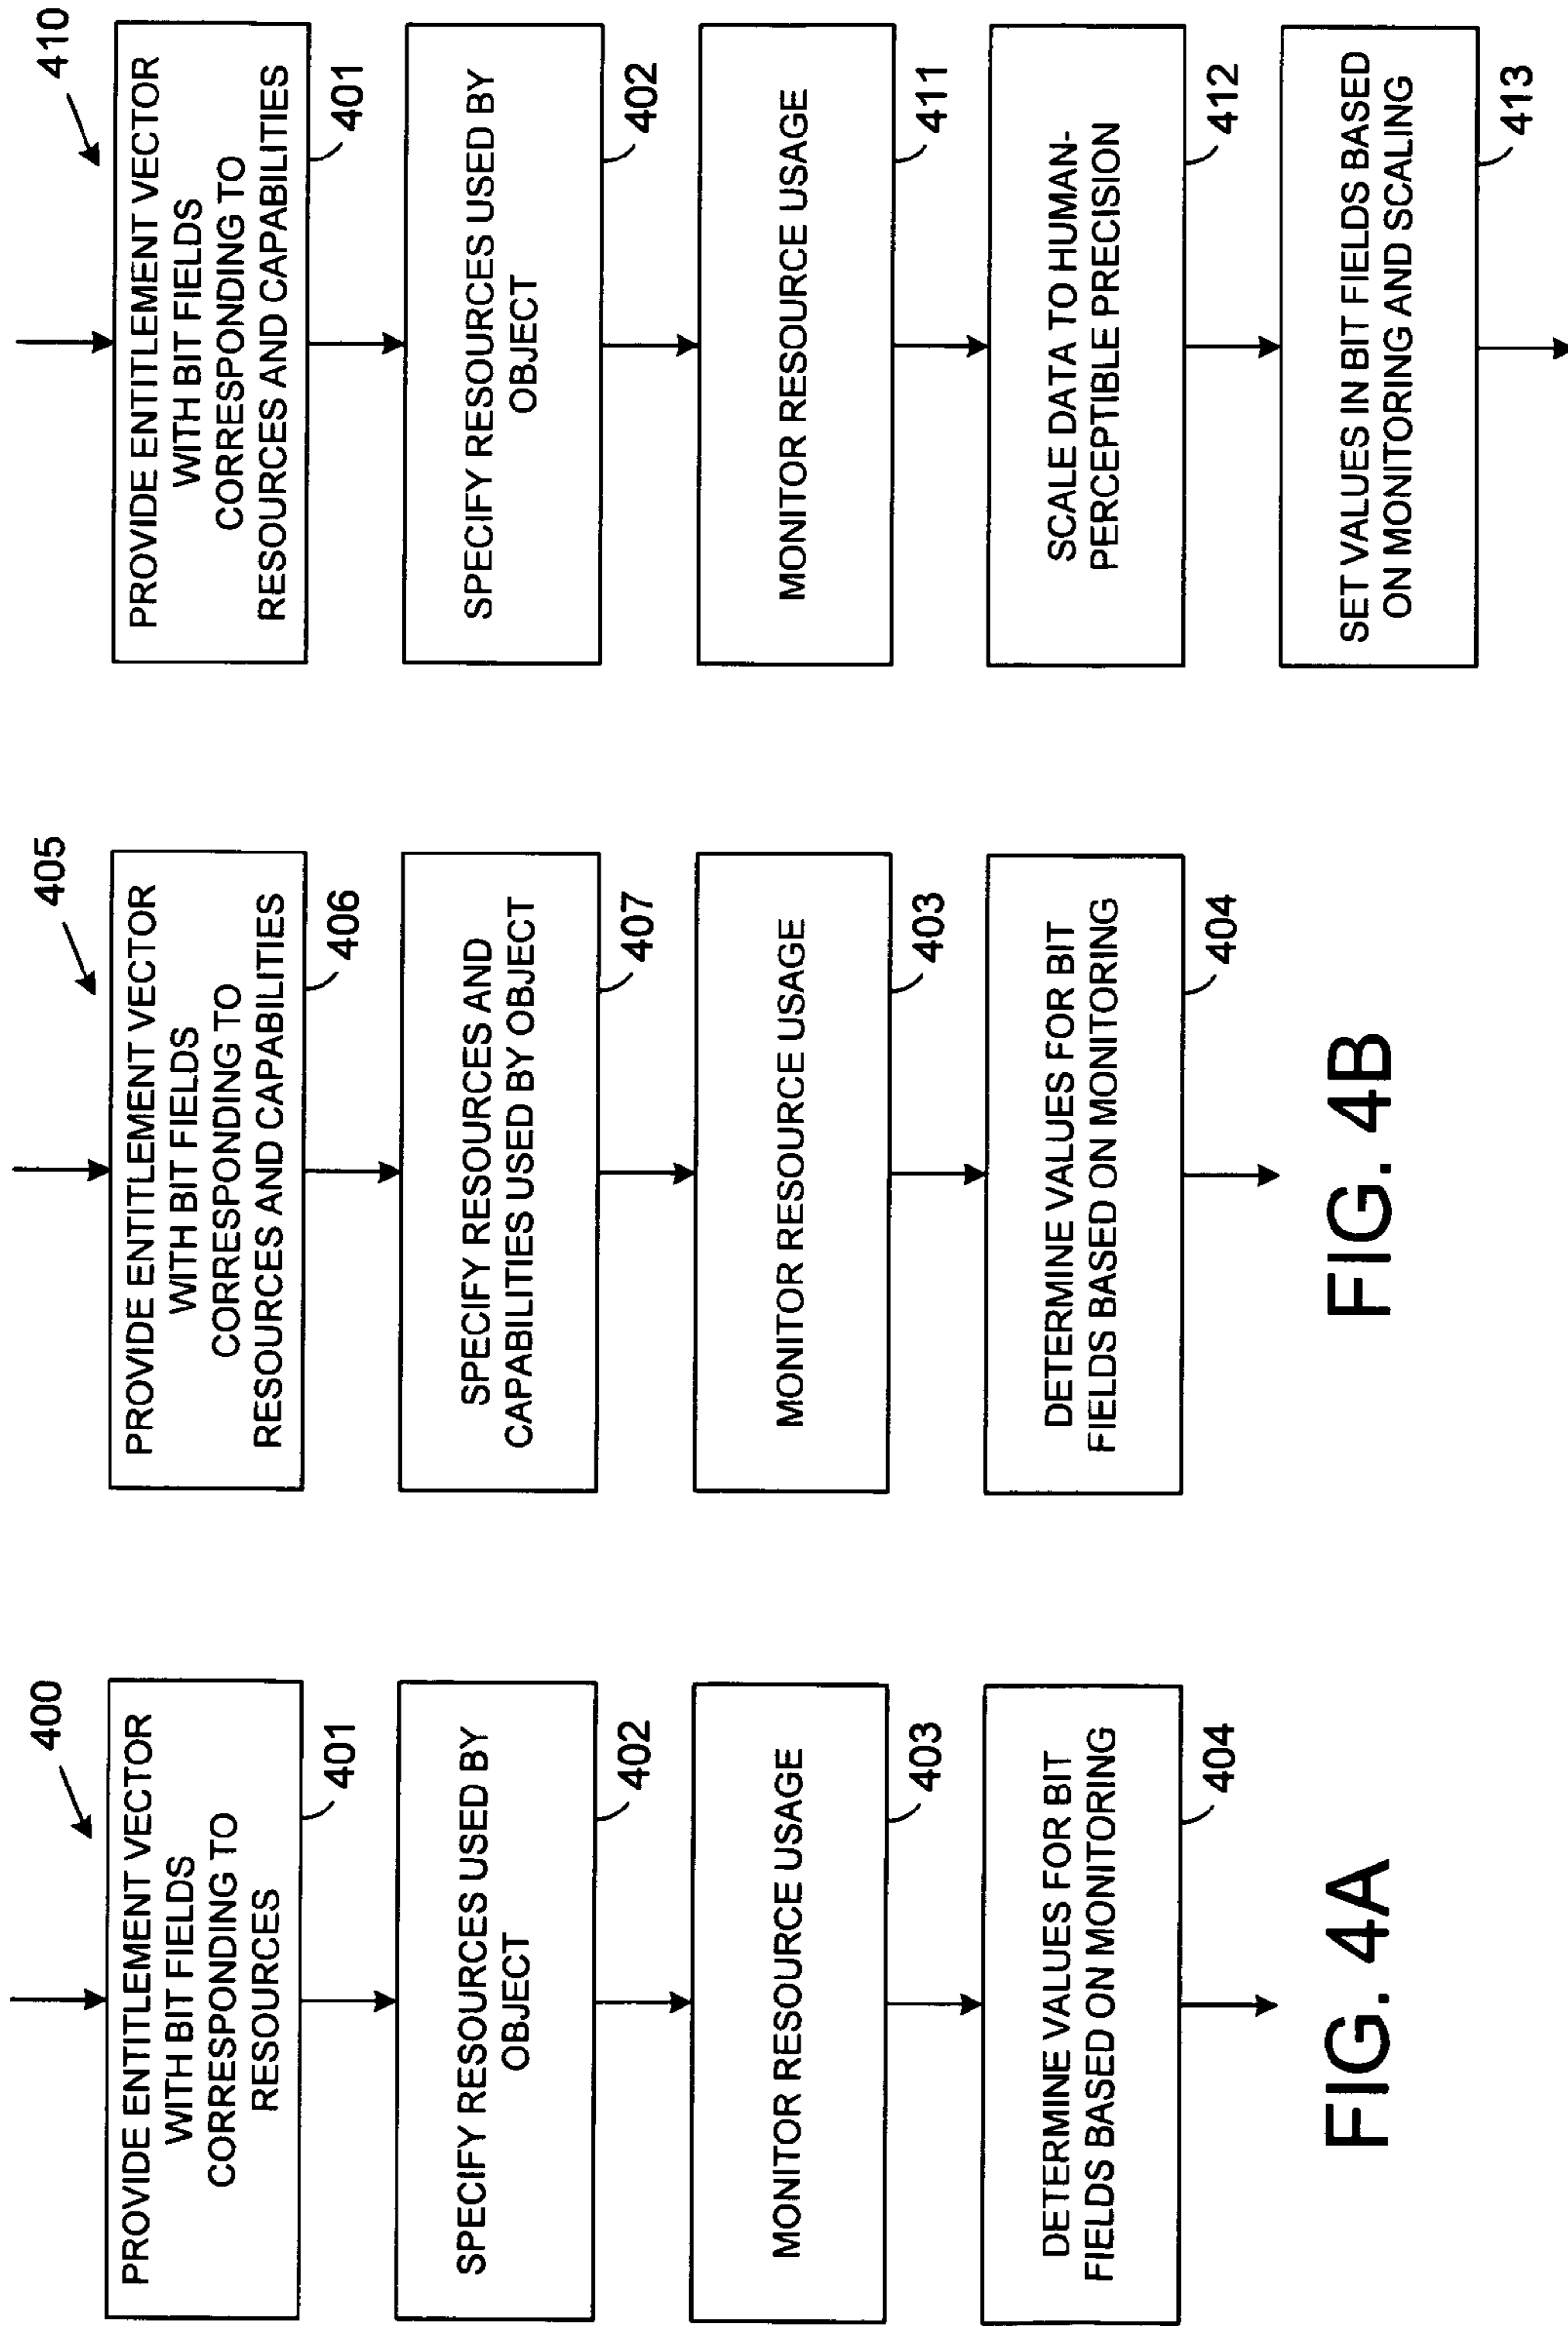 400
PROVIDE ENTITLEMENT VECTOR
WITH BIT FIELDS
CORRESPONDING TO
RESOURCES
401
SPECIFY RESOURCES USED BY
OBJECT
402
MONITOR RESOURCE USAGE
403
DETERMINE VALUES FOR BIT
FIELDS BASED ON MONITORING
404
FIG. 4A
405
PROVIDE ENTITLEMENT VECTOR
WITH BIT FIELDS
CORRESPONDING TO
RESOURCES AND CAPABILITIES
406
SPECIFY RESOURCES AND
CAPABILITIES USED BY OBJECT
407
MONITOR RESOURCE USAGE
403
DETERMINE VALUES FOR BIT
FIELDS BASED ON MONITORING
404
FIG. 4B
410
PROVIDE ENTITLEMENT VECTOR
WITH BIT FIELDS
CORRESPONDING TO
RESOURCES AND CAPABILITIES
401
SPECIFY RESOURCES USED BY
OBJECT
402
MONITOR RESOURCE USAGE
411
SCALE DATA TO HUMAN-
PERCEPTIBLE PRECISION
412
SET VALUES IN BIT FIELDS BASED
ON MONITORING AND SCALING
413